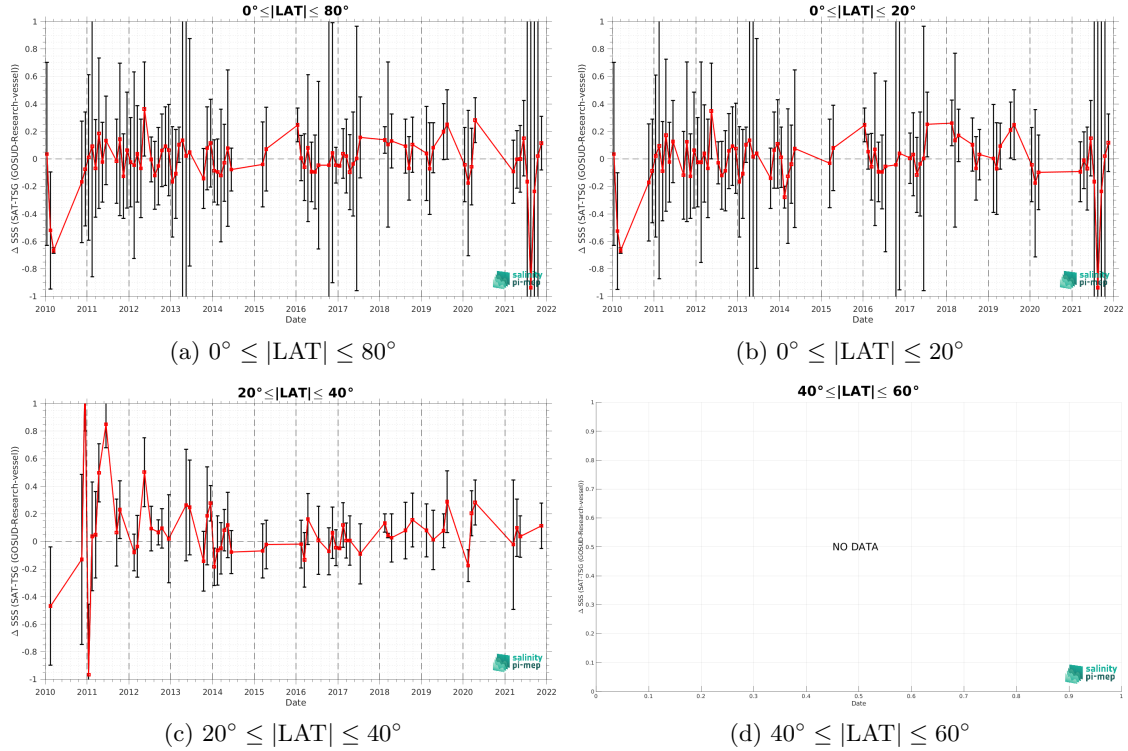 0°≤|LAT|≤ 80°
Δ SSS (SAT-TSG (GOSUD-Research-vessel))
1
0.8
0.6
0.4
0.2
0
-0.2
-0.4
-0.6
-0.8
-1
2010 2011 2012 2013 2014 2015 2016 2017 2018 2019 2020 2021 2022
Date
salinity
pi-mep
(a) 0° ≤ |LAT| ≤ 80°
0°≤|LAT|≤ 20°
Δ SSS (SAT-TSG (GOSUD-Research-vessel))
1
0.8
0.6
0.4
0.2
0
-0.2
-0.4
-0.6
-0.8
-1
2010 2011 2012 2013 2014 2015 2016 2017 2018 2019 2020 2021 2022
Date
salinity
pi-mep
(b) 0° ≤ |LAT| ≤ 20°
20°≤|LAT|≤ 40°
Δ SSS (SAT-TSG (GOSUD-Research-vessel))
1
0.8
0.6
0.4
0.2
0
-0.2
-0.4
-0.6
-0.8
-1
2010 2011 2012 2013 2014 2015 2016 2017 2018 2019 2020 2021 2022
Date
salinity
pi-mep
(c) 20° ≤ |LAT| ≤ 40°
40°≤|LAT|≤ 60°
Δ SSS (SAT-TSG (GOSUD-Research-vessel))
1
0.9
0.8
0.7
0.6
0.5
0.4
0.3
0.2
0.1
0
NO DATA
0 0.1 0.2 0.3 0.4 0.5 0.6 0.7 0.8 0.9 1
Date
salinity
pi-mep
(d) 40° ≤ |LAT| ≤ 60°